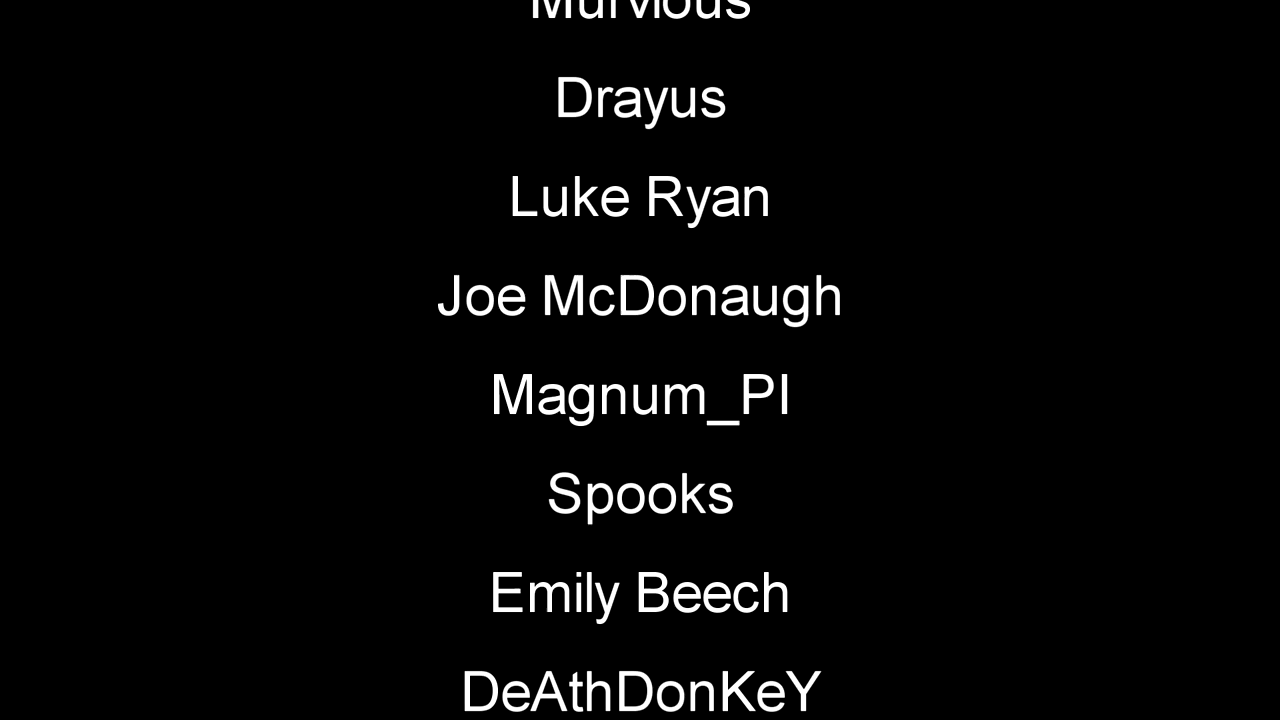 Drayus
Luke Ryan
Joe McDonaugh
Magnum_PI
Spooks
Emily Beech
DeAthDonKeY